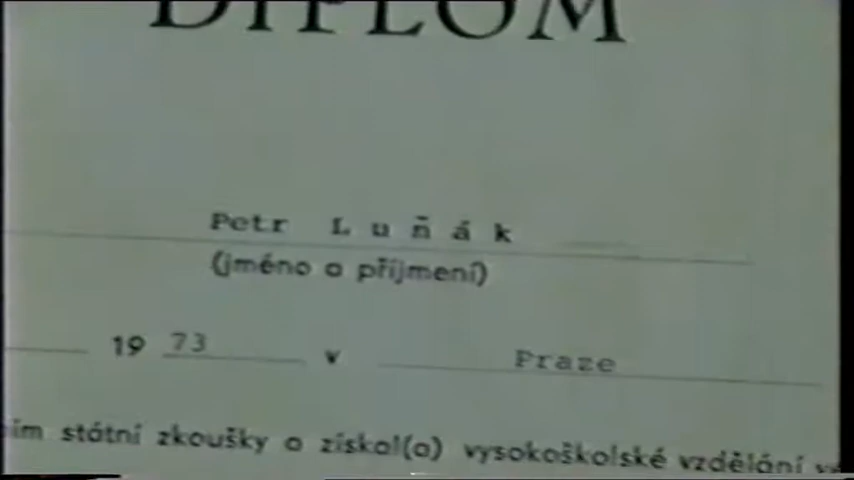 DIPLOM
Petr Luňák
(jméno a příjmení)
19 73 v Praze
státní zkoušky a získal(a) vysokoškolské vzdělání